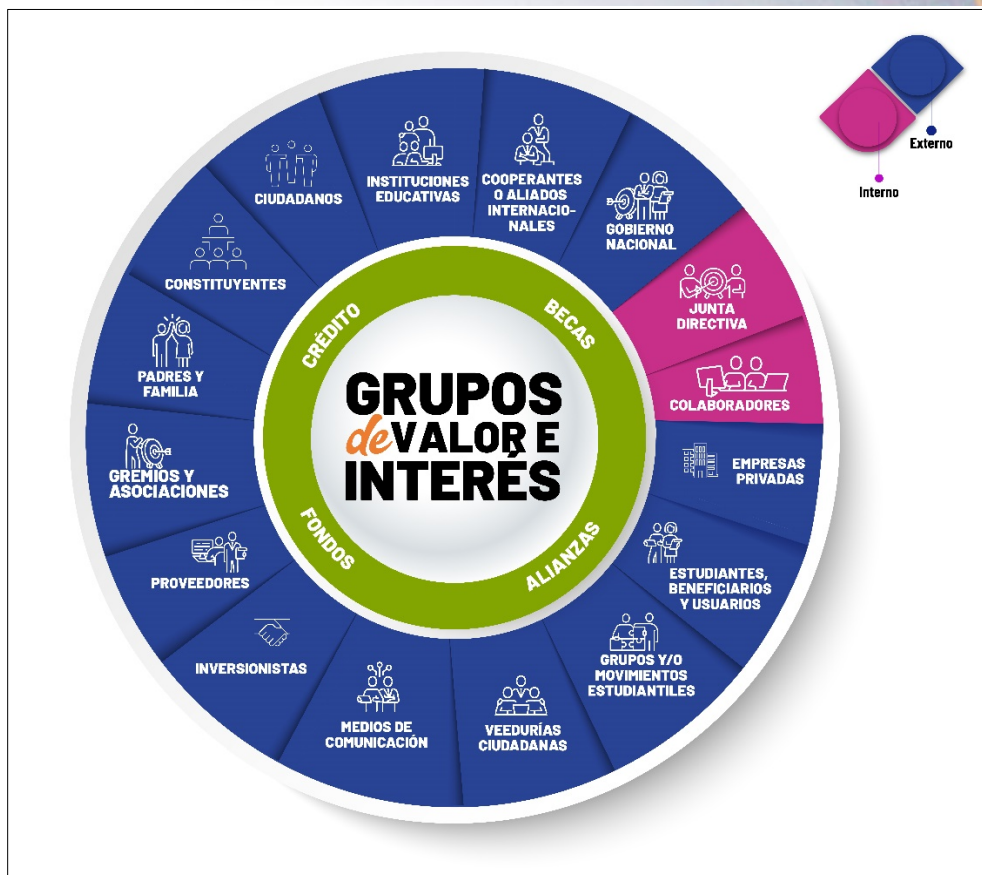 Externo
Interno
CIUDADANOS
INSTITUCIONES
EDUCATIVAS
COOPERANTES
O ALIADOS
INTERNACIO-
NALES
GOBIERNO
NACIONAL
JUNTA
DIRECTIVA
COLABORADORES
EMPRESAS
PRIVADAS
ESTUDIANTES,
BENEFICIARIOS
Y USUARIOS
GRUPOS Y/O
MOVIMIENTOS
ESTUDIANTILES
VEEDURÍAS
CIUDADANAS
MEDIOS DE
COMUNICACIÓN
INVERSIONISTAS
PROVEEDORES
GREMIOS Y
ASOCIACIONES
PADRES Y
FAMILIA
CONSTITUYENTES
CRÉDITO
BECAS
ALIANZAS
FONDOS
GRUPOS
de VALOR E
INTERÉS